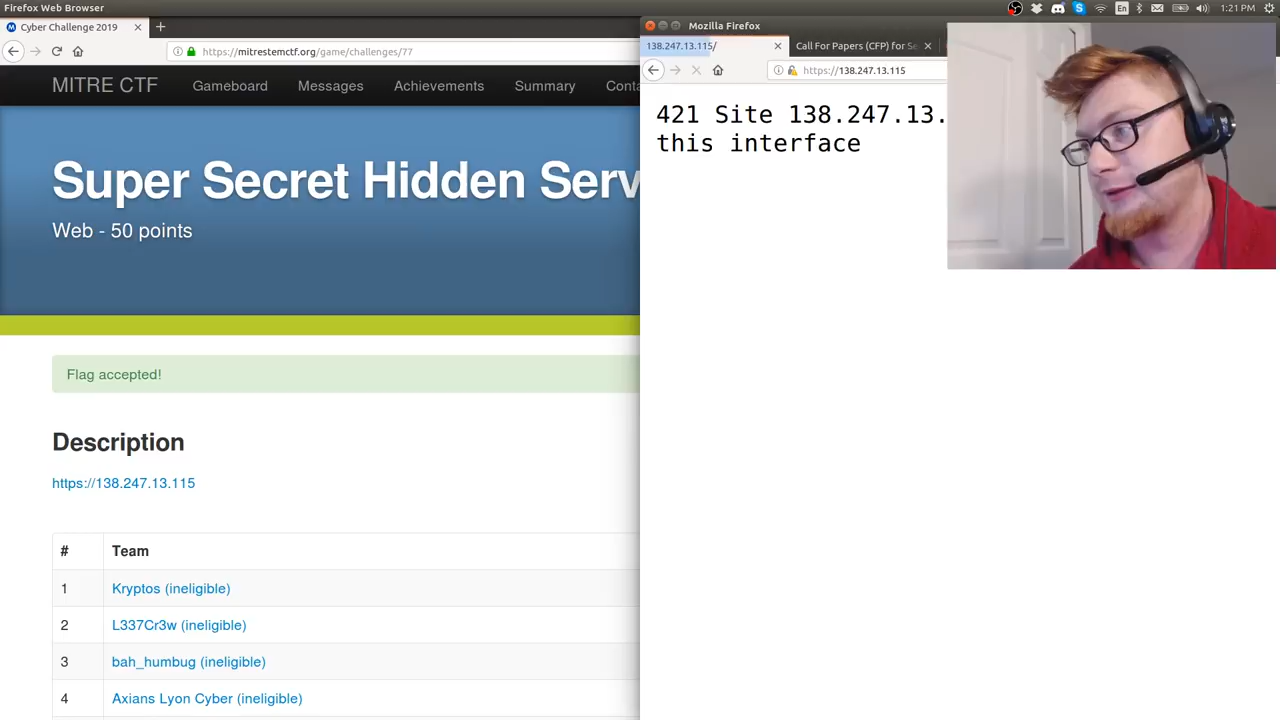 Firefox Web Browser
En
1:21 PM
Cyber Challenge 2019
https://mitrestemctf.org/game/challenges/77
MITRE CTF
Gameboard
Messages
Achievements
Summary
Conta
Super Secret Hidden Serv
Web - 50 points
Flag accepted!
Description
https://138.247.13.115
# Team
1 Kryptos (ineligible)
2 L337Cr3w (ineligible)
3 bah_humbug (ineligible)
4 Axians Lyon Cyber (ineligible)
Mozilla Firefox
138.247.13.115/
Call For Papers (CFP) for Se
https://138.247.13.115
421 Site 138.247.13.
this interface